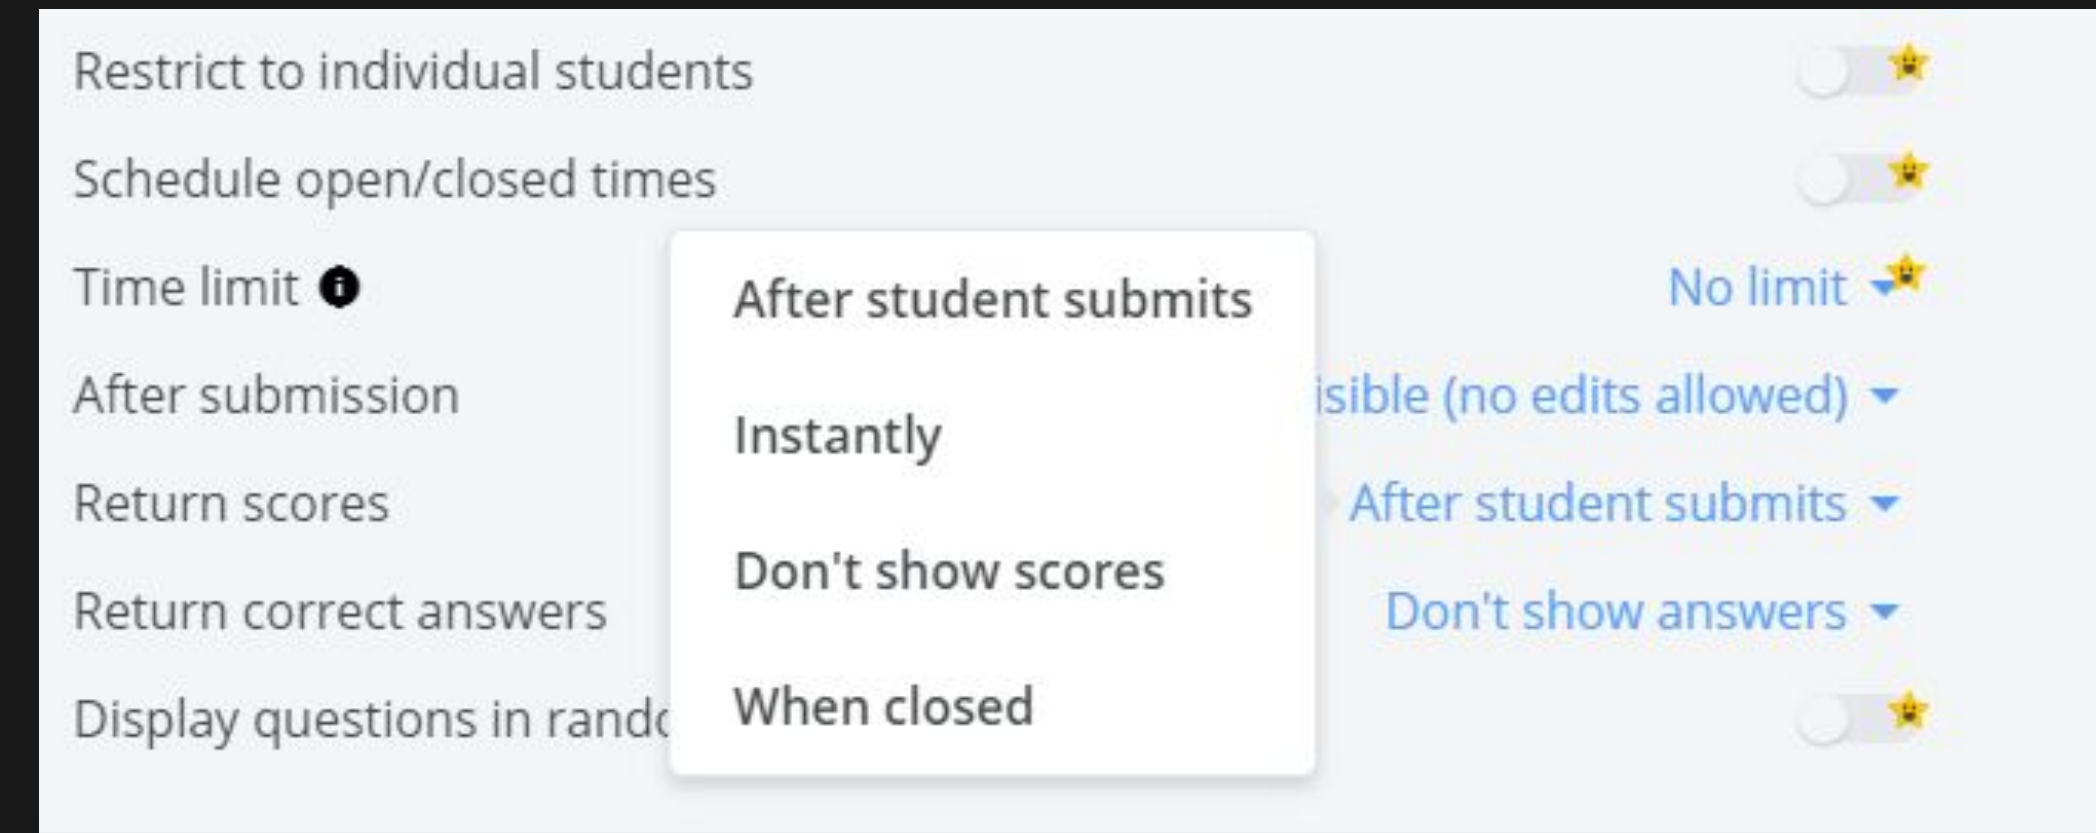 Restrict to individual students
Schedule open/closed times
Time limit
No limit
After submission
isible (no edits allowed)
Return scores
After student submits
Return correct answers
Don't show answers
Display questions in rando
After student submits
Instantly
Don't show scores
When closed